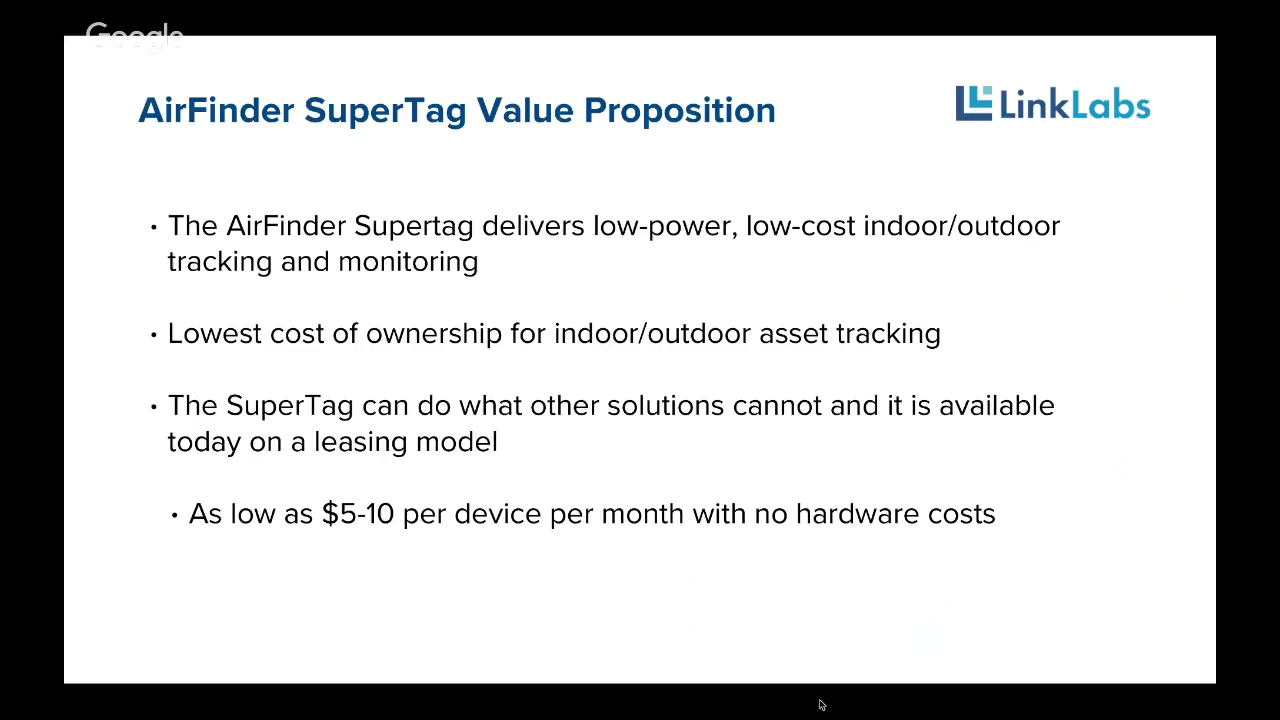 Google
AirFinder SuperTag Value Proposition
LinkLabs
• The AirFinder Supertag delivers low-power, low-cost indoor/outdoor
tracking and monitoring
• Lowest cost of ownership for indoor/outdoor asset tracking
• The SuperTag can do what other solutions cannot and it is available
today on a leasing model
• As low as $5-10 per device per month with no hardware costs